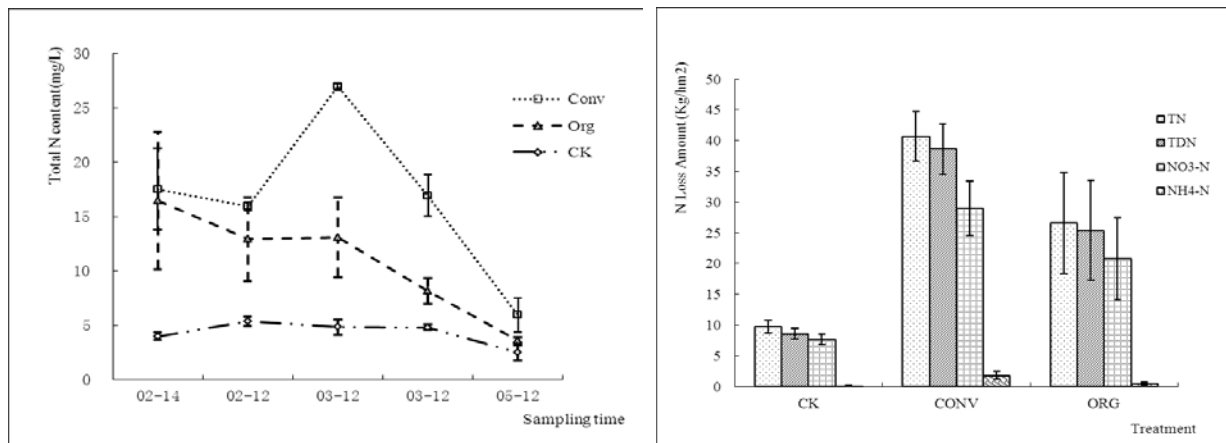 Total N content(mg/L)
30
25
20
15
10
5
0
Conv
Org
CK
02-14
02-12
03-12
03-12
05-12
Sampling time
N Loss Amount (Kg/hm2)
50
45
40
35
30
25
20
15
10
5
0
TN
TDN
NO3-N
NH4-N
CK
CONV
ORG
Treatment